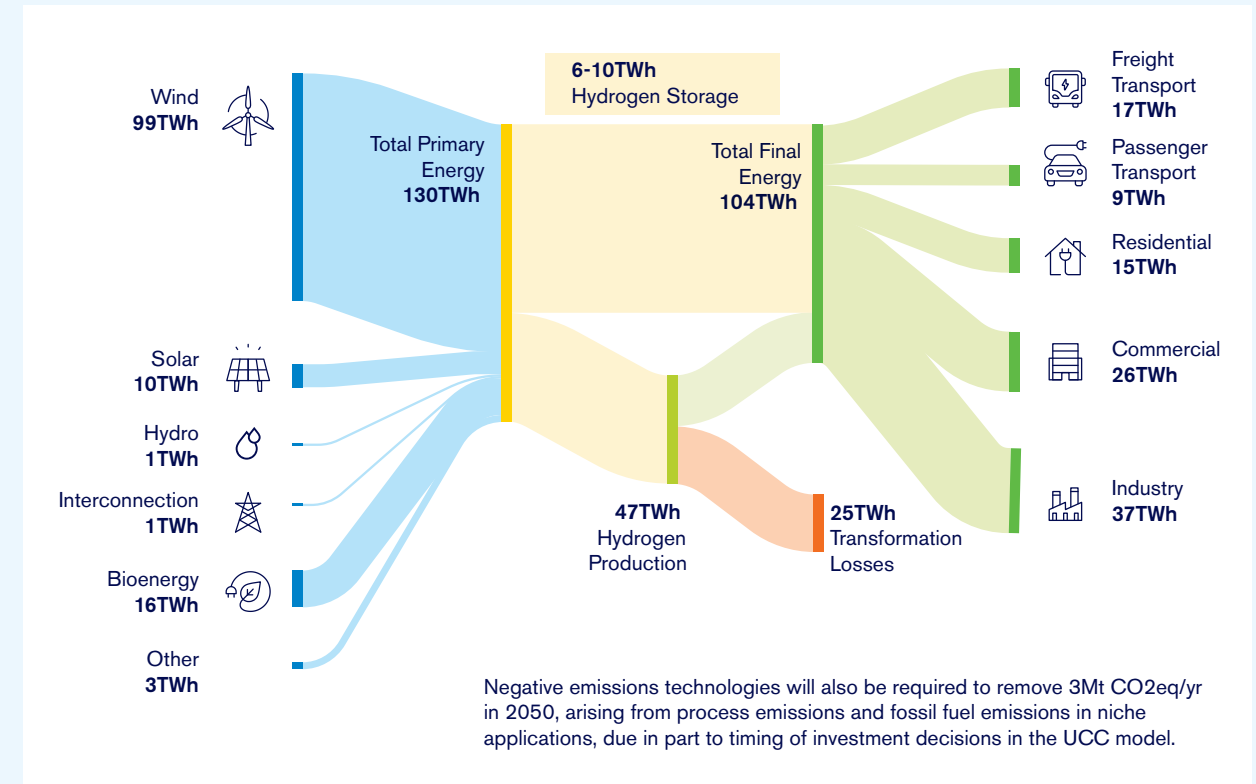 Wind
99TWh
Solar
10TWh
Hydro
1TWh
Interconnection
1TWh
Bioenergy
16TWh
Other
3TWh
Total Primary
Energy
130TWh
6-10TWh
Hydrogen Storage
Total Final
Energy
104TWh
47TWh
Hydrogen
Production
25TWh
Transformation
Losses
Freight
Transport
17TWh
Passenger
Transport
9TWh
Residential
15TWh
Commercial
26TWh
Industry
37TWh
Negative emissions technologies will also be required to remove 3Mt CO2eq/yr
in 2050, arising from process emissions and fossil fuel emissions in niche
applications, due in part to timing of investment decisions in the UCC model.